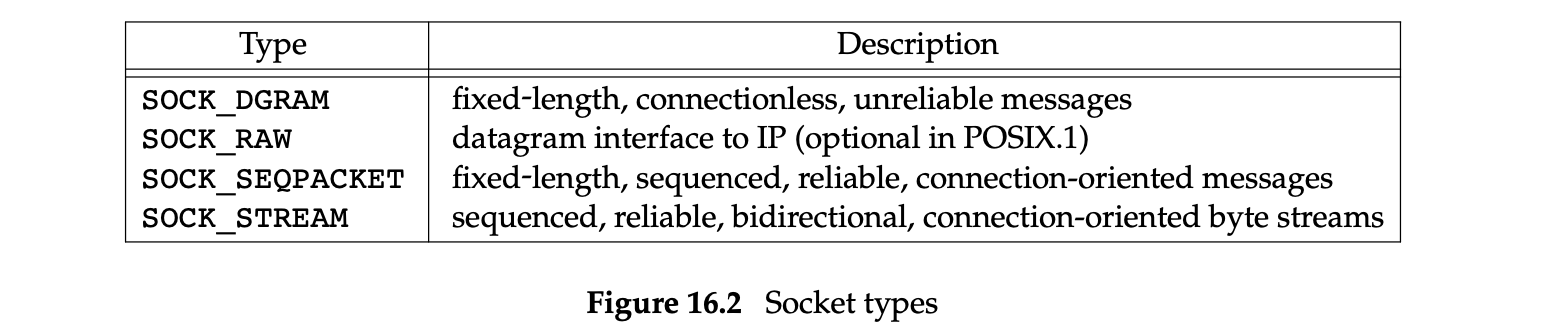 Type Description
SOCK_DGRAM fixed-length, connectionless, unreliable messages
SOCK_RAW datagram interface to IP (optional in POSIX.1)
SOCK_SEQPACKET fixed-length, sequenced, reliable, connection-oriented messages
SOCK_STREAM sequenced, reliable, bidirectional, connection-oriented byte streams
Figure 16.2 Socket types